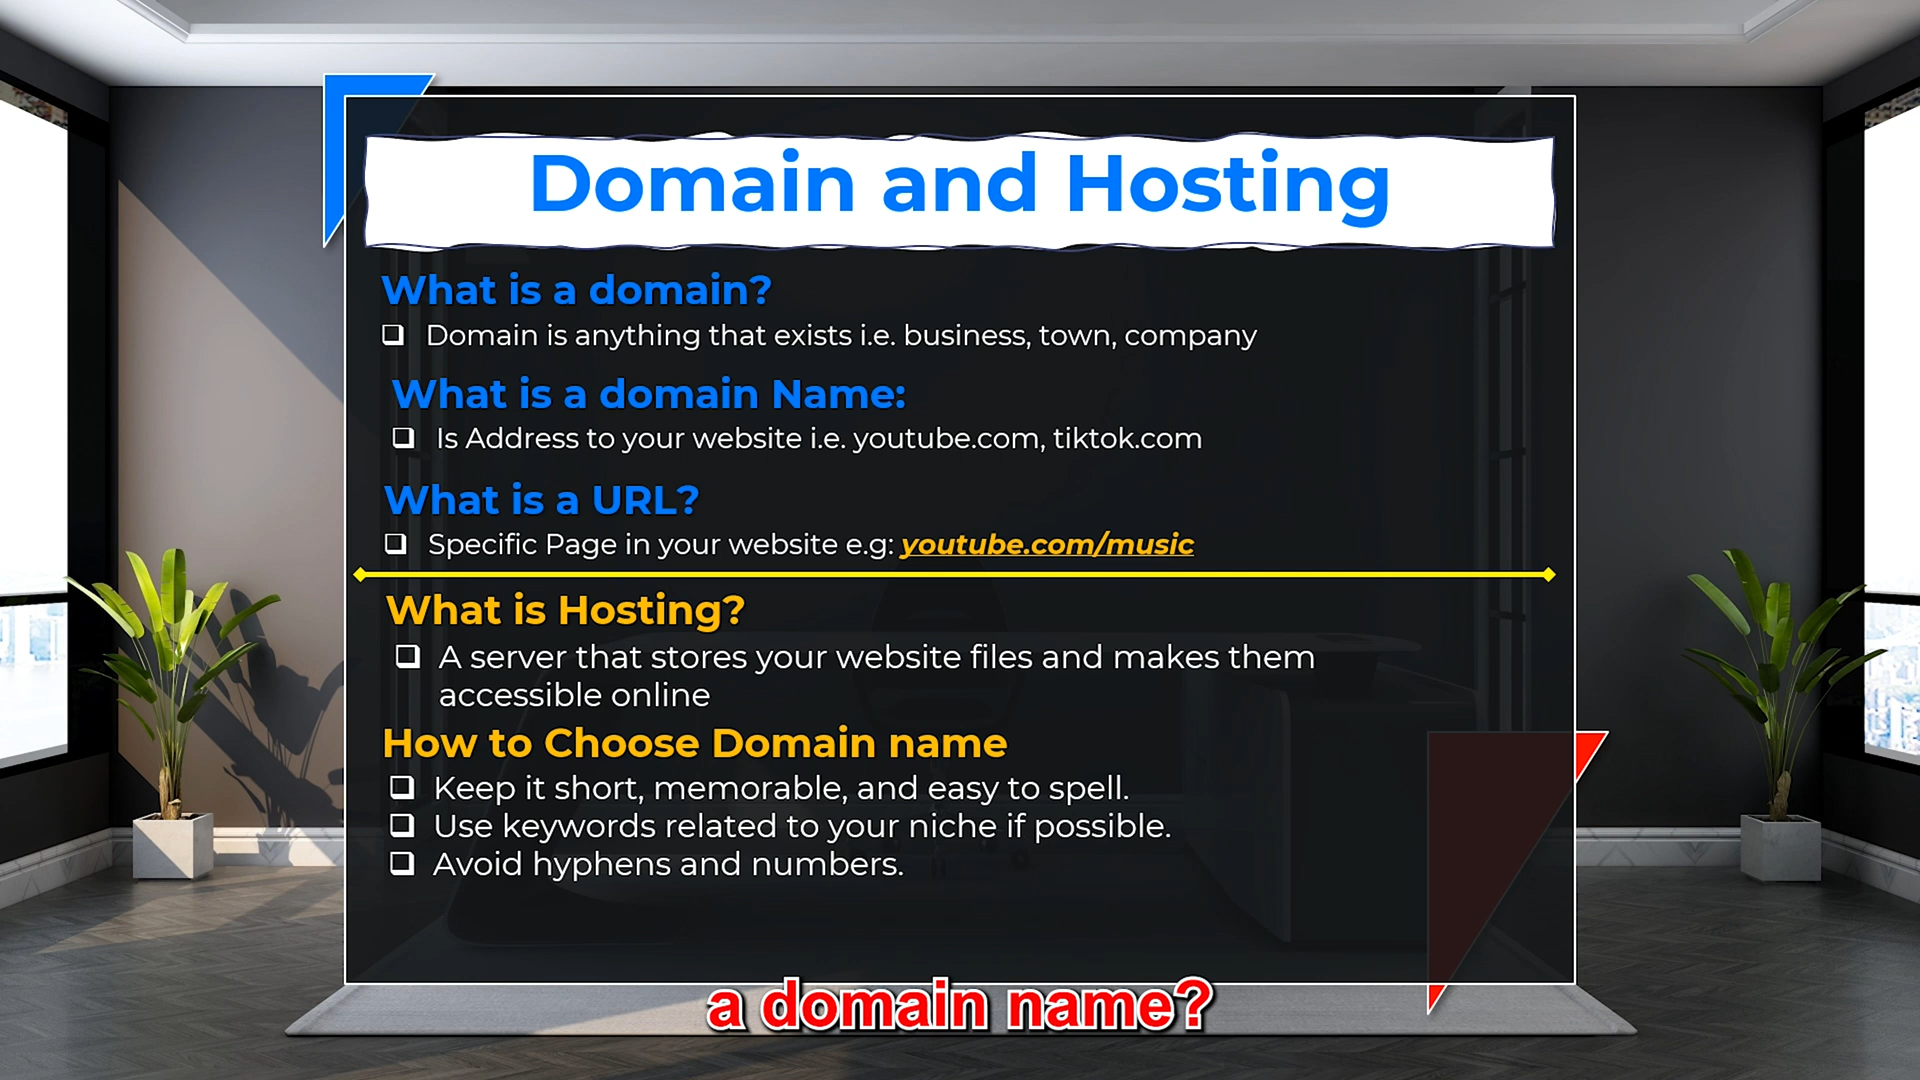 Domain and Hosting
What is a domain?
❑ Domain is anything that exists i.e. business, town, company
What is a domain Name:
❑ Is Address to your website i.e. youtube.com, tiktok.com
What is a URL?
❑ Specific Page in your website e.g: youtube.com/music
What is Hosting?
❑ A server that stores your website files and makes them
accessible online
How to Choose Domain name
❑ Keep it short, memorable, and easy to spell.
❑ Use keywords related to your niche if possible.
❑ Avoid hyphens and numbers.
a domain name?